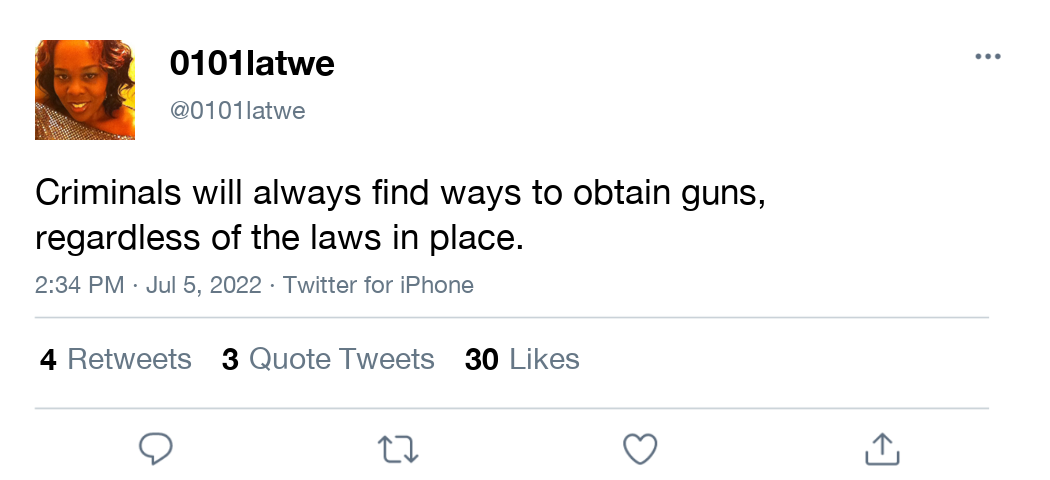 0101latwe
@0101latwe
Criminals will always find ways to obtain guns,
regardless of the laws in place.
2:34 PM · Jul 5, 2022 · Twitter for iPhone
4 Retweets 3 Quote Tweets 30 Likes